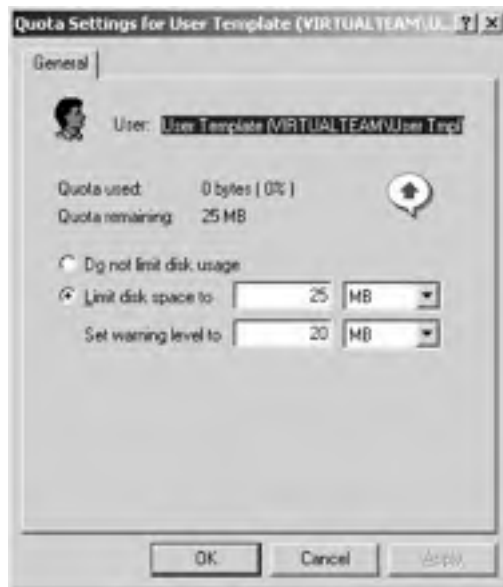 Quota Settings for User Template (VIRTUALTEAM\U... ? ×
General
User: User Template (VIRTUALTEAM\User Tmpl
Quota used: 0 bytes (0%)
Quota remaining: 25 MB
Do not limit disk usage
Limit disk space to 25 MB
Set warning level to 20 MB
OK Cancel Apply